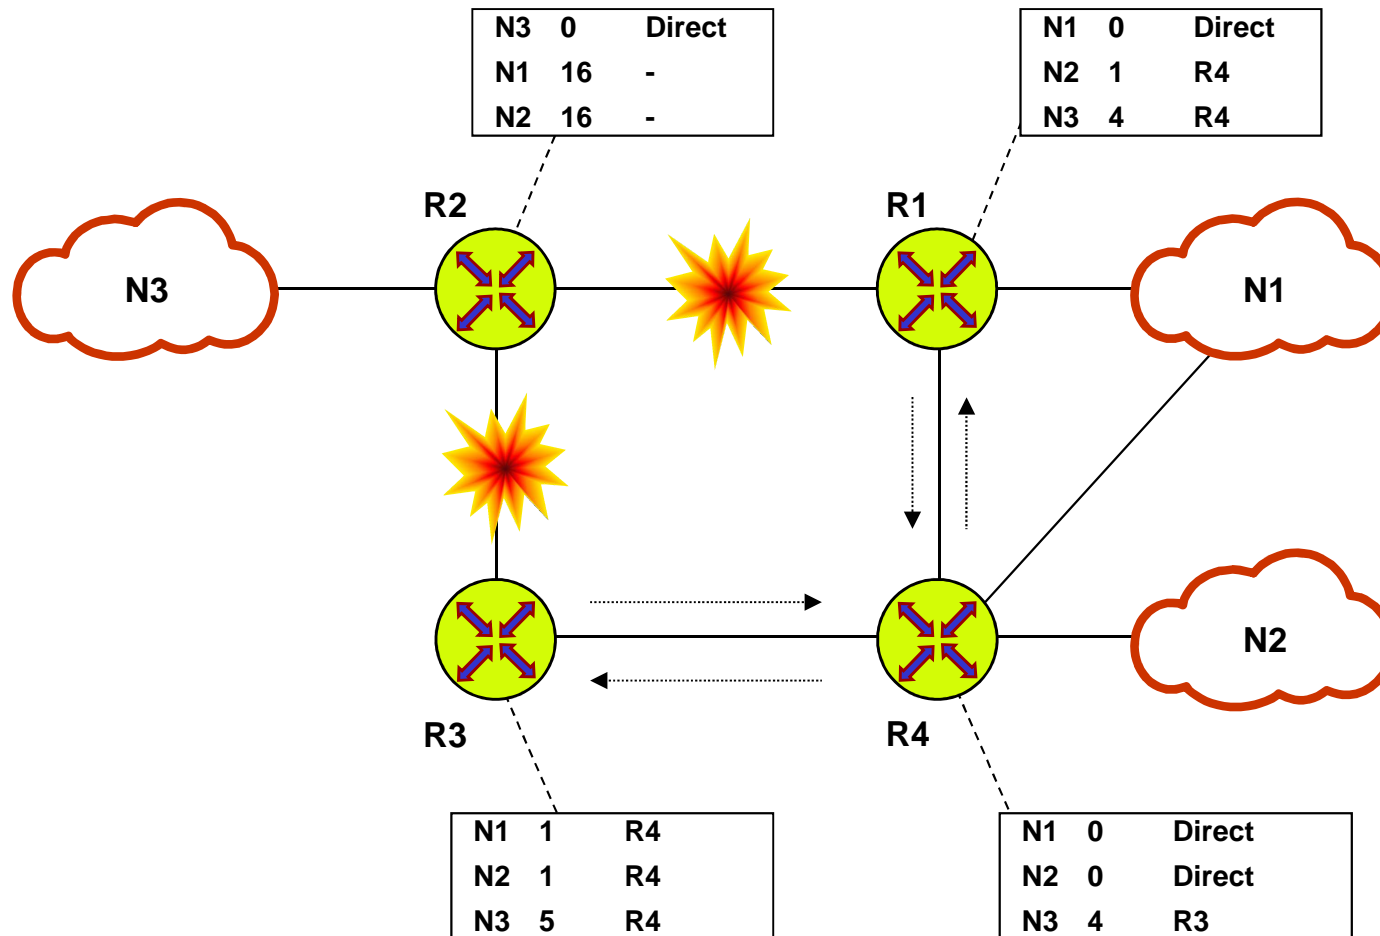 N3 0 Direct
N1 16 -
N2 16 -
N1 0 Direct
N2 1 R4
N3 4 R4
R2
R1
N3
N1
R3
R4
N2
N1 1 R4
N2 1 R4
N3 5 R4
N1 0 Direct
N2 0 Direct
N3 4 R3